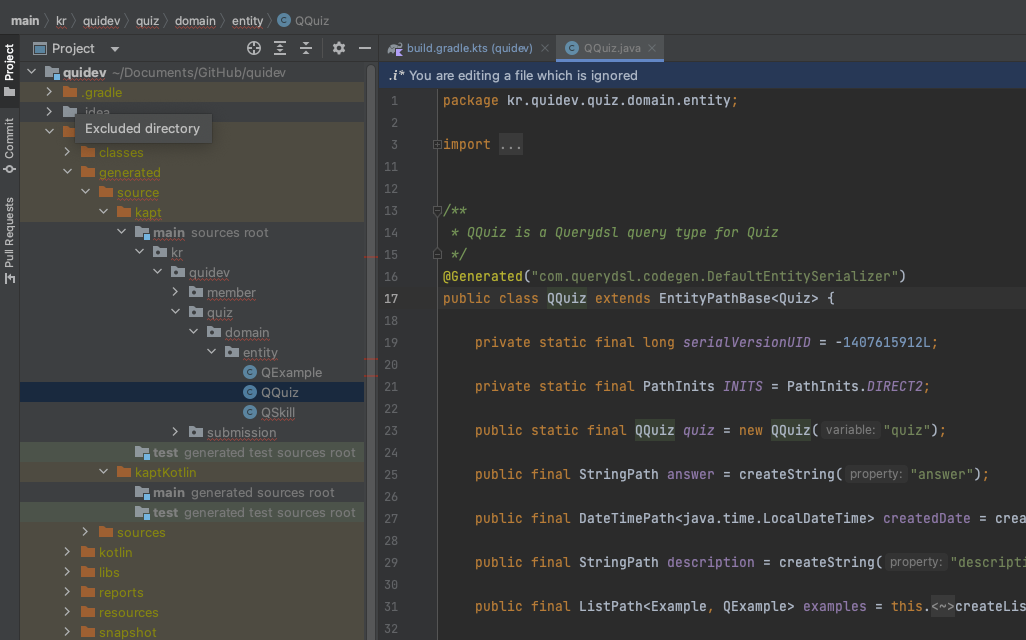 main kr quidev quiz domain entity QQuiz
Project
build.gradle.kts (quidev)
QQuiz.java
Project
Commit
Pull Requests
quidev ~/Documents/GitHub/quidev
.gradle
.idea
Excluded directory
classes
generated
source
kapt
main sources root
kr
quidev
member
quiz
domain
entity
QExample
QQuiz
QSkill
submission
test generated test sources root
kaptKotlin
main generated sources root
test generated test sources root
sources
kotlin
libs
reports
resources
snapshot
.i* You are editing a file which is ignored
1 package kr.quidev.quiz.domain.entity;
2
3 import ...
11
12
13 /**
14 * QQuiz is a Querydsl query type for Quiz
15 */
16 @Generated("com.querydsl.codegen.DefaultEntitySerializer")
17 public class QQuiz extends EntityPathBase<Quiz> {
18
19 private static final long serialVersionUID = -1407615912L;
20
21 private static final PathInits INITS = PathInits.DIRECT2;
22
23 public static final QQuiz quiz = new QQuiz( variable: "quiz");
24
25 public final StringPath answer = createString( property: "answer");
26
27 public final DateTimePath<java.time.LocalDateTime> createdDate = crea
28
29 public final StringPath description = createString( property: "descripti
30
31 public final ListPath<Example, QExample> examples = this.<~>createLis
32